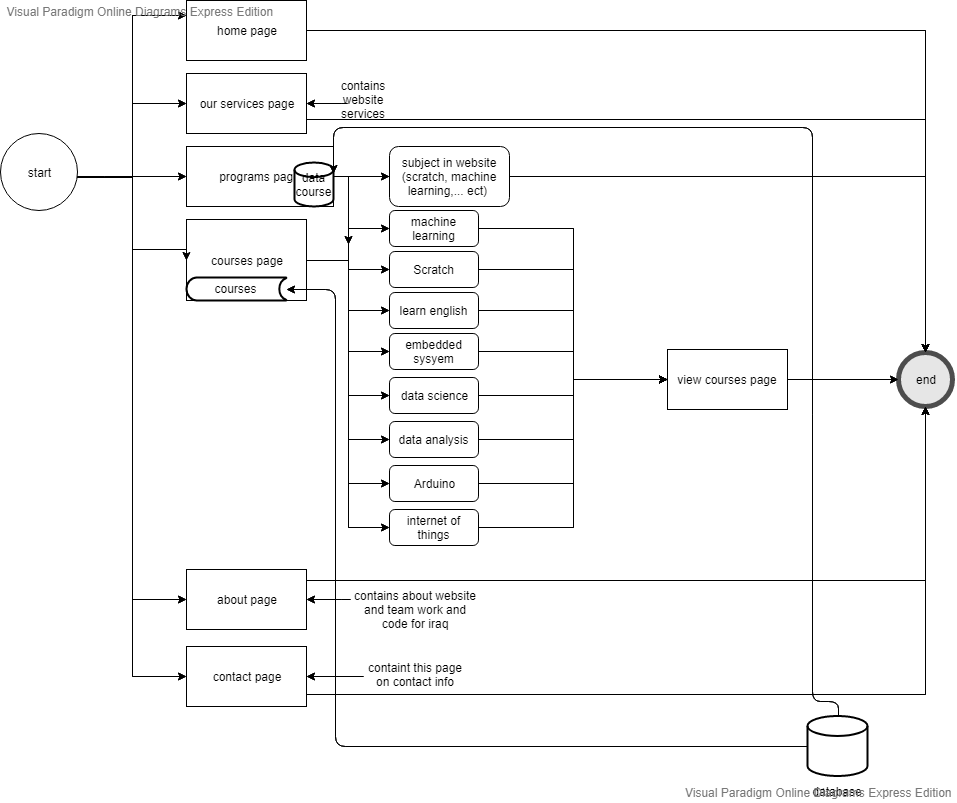 Visual Paradigm Online Diagrams Express Edition
home page
our services page
contains
website
services
start
programs pag
data
course
subject in website
(scratch, machine
learning,... ect)
machine
learning
courses page
courses
Scratch
learn english
embedded
sysyem
data science
data analysis
Arduino
internet of
things
view courses page
end
about page
contains about website
and team work and
code for iraq
contact page
containt this page
on contact info
database
Visual Paradigm Online Diagrams Express Edition